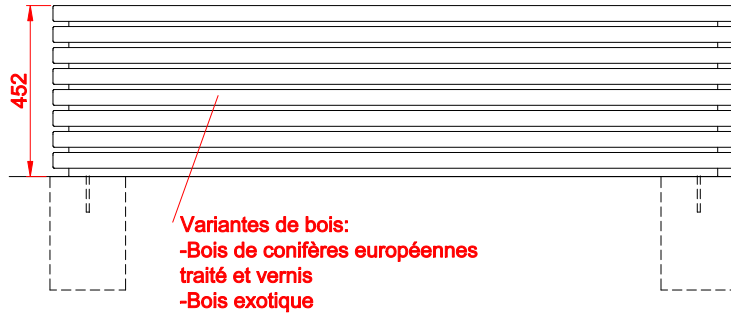 452
Variantes de bois:
-Bois de conifères européennes
traité et vernis
-Bois exotique